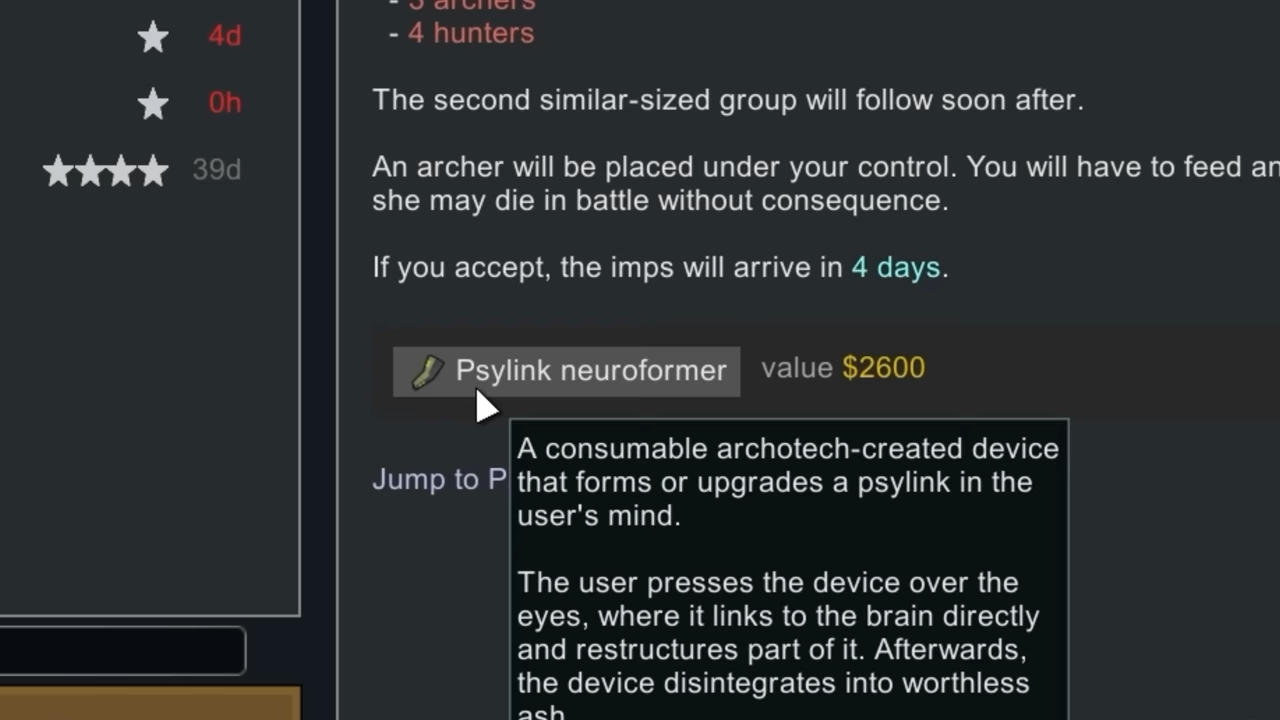 4d
0h
39d
- 3 archers
- 4 hunters
The second similar-sized group will follow soon after.
An archer will be placed under your control. You will have to feed an
she may die in battle without consequence.
If you accept, the imps will arrive in 4 days.
Psylink neuroformer value $2600
Jump to P
A consumable archotech-created device
that forms or upgrades a psylink in the
user's mind.
The user presses the device over the
eyes, where it links to the brain directly
and restructures part of it. Afterwards,
the device disintegrates into worthless
ash.